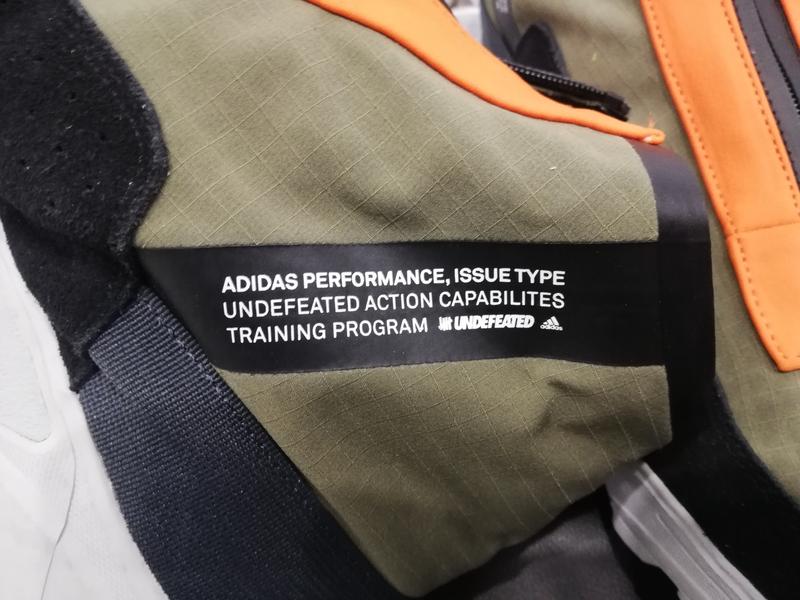 ADIDAS PERFORMANCE, ISSUE TYPE
UNDEFEATED ACTION CAPABILITES
TRAINING PROGRAM UNDEFEATED adidas